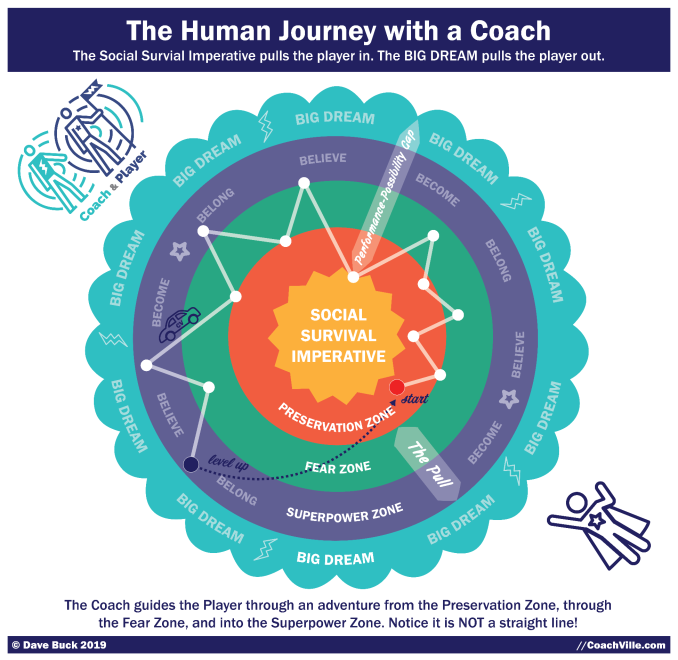 The Human Journey with a Coach
The Social Survial Imperative pulls the player in. The BIG DREAM pulls the player out.
Coach & Player
BIG DREAM
BIG DREAM
BIG DREAM
BIG DREAM
BIG DREAM
BIG DREAM
BIG DREAM
BIG DREAM
BIG DREAM
BIG DREAM
BELIEVE
BECOME
BELONG
BELIEVE
BECOME
BELONG
BELIEVE
BECOME
BELONG
Performance-Possibility Gap
SOCIAL
SURVIVAL
IMPERATIVE
start
PRESERVATION ZONE
The Pull
level up
FEAR ZONE
SUPERPOWER ZONE
The Coach guides the Player through an adventure from the Preservation Zone, through
the Fear Zone, and into the Superpower Zone. Notice it is NOT a straight line!
© Dave Buck 2019
//CoachVille.com